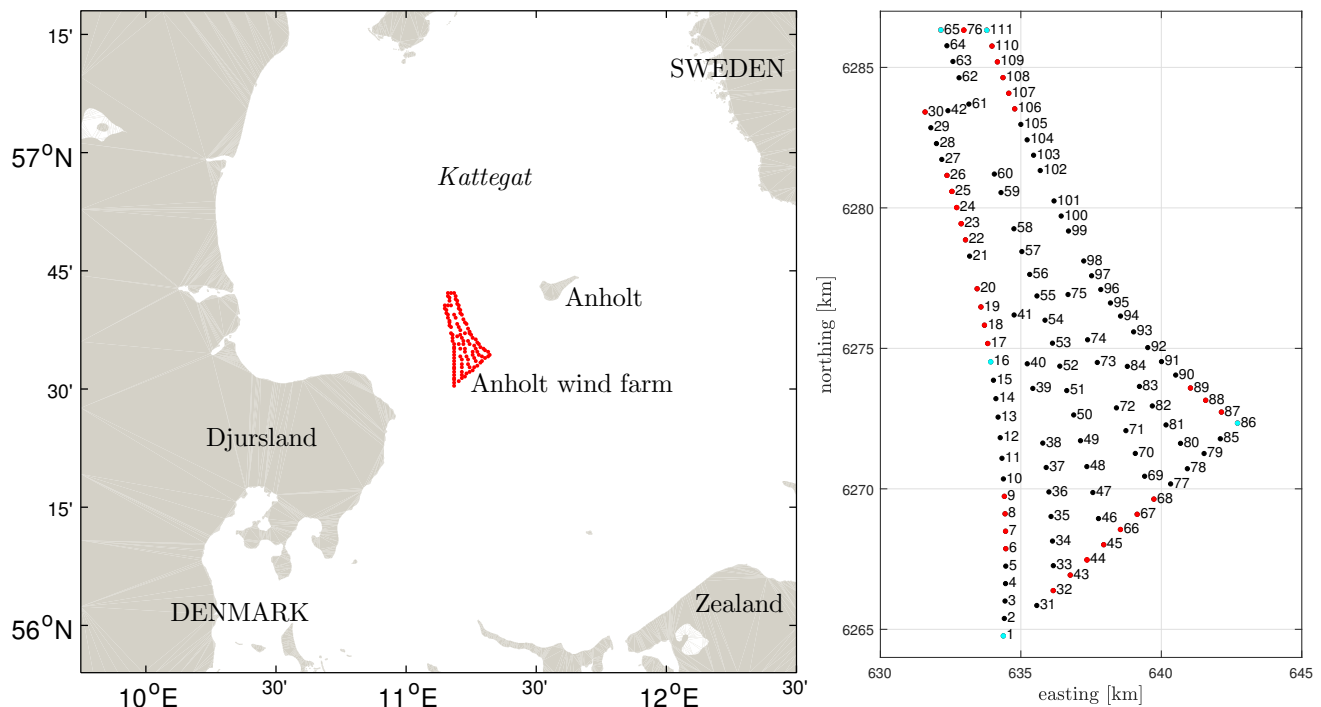 15'
57°N
45'
30'
15'
56°N
10°E
30'
11°E
30'
12°E
30'
SWEDEN
Kattegat
Anholt
Anholt wind farm
Djursland
DENMARK
Zealand
northing [km]
6285
6280
6275
6270
6265
630
635
640
645
easting [km]
65 76 111
64 110
63 109
62 108
107
61
30 42 106
29 105
28 104
27 103
26 60 102
25 59
24 101
23 100
22 58 99
21 57
98
56 97
20 55 75 96
19 95
18 41 54 94
93
17 53 74 92
16 40 52 73 84 91
15 90
39 51 83 89
14 88
13 50 72 82 87
86
12 49 71 81
38 80 85
11 70 79
37 48 78
10 69
36 47 77
9 68
8 35 46 67
7 66
6 34 45
5 33 44
4 43
3 32
2 31
1